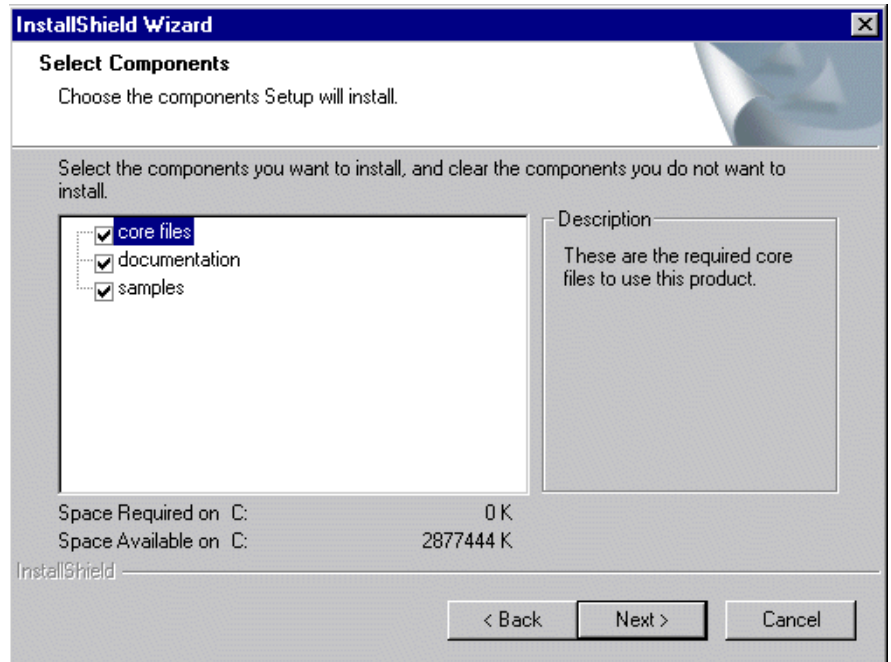 InstallShield Wizard
Select Components
Choose the components Setup will install.
Select the components you want to install, and clear the components you do not want to
install.
core files
documentation
samples
Description
These are the required core
files to use this product.
Space Required on C: 0 K
Space Available on C: 2877444 K
InstallShield
< Back Next > Cancel